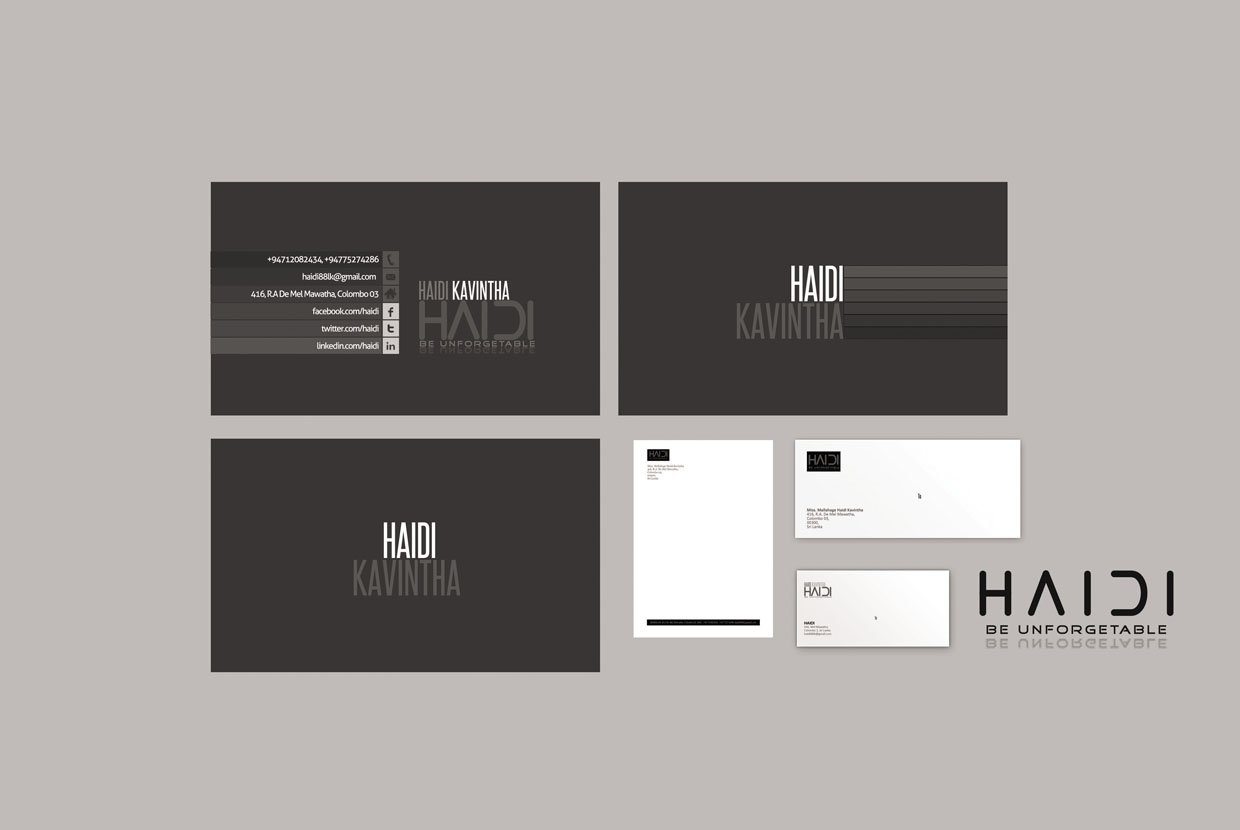 +94712082434, +94775274286
haidi88lk@gmail.com
416, R.A De Mel Mawatha, Colombo 03
facebook.com/haidi
twitter.com/haidi
linkedin.com/haidi
HAIDI KAVINTHA
HAIDI
BE UNFORGETABLE
HAIDI
KAVINTHA
HAIDI
KAVINTHA
HAIDI
HAIDI
Miss. Mallahage Haidi Kavintha
416, R.A. De Mel Mawatha,
Colombo 03,
00300,
Sri Lanka
HAIDI
HAIDI
HAIDI
BE UNFORGETABLE